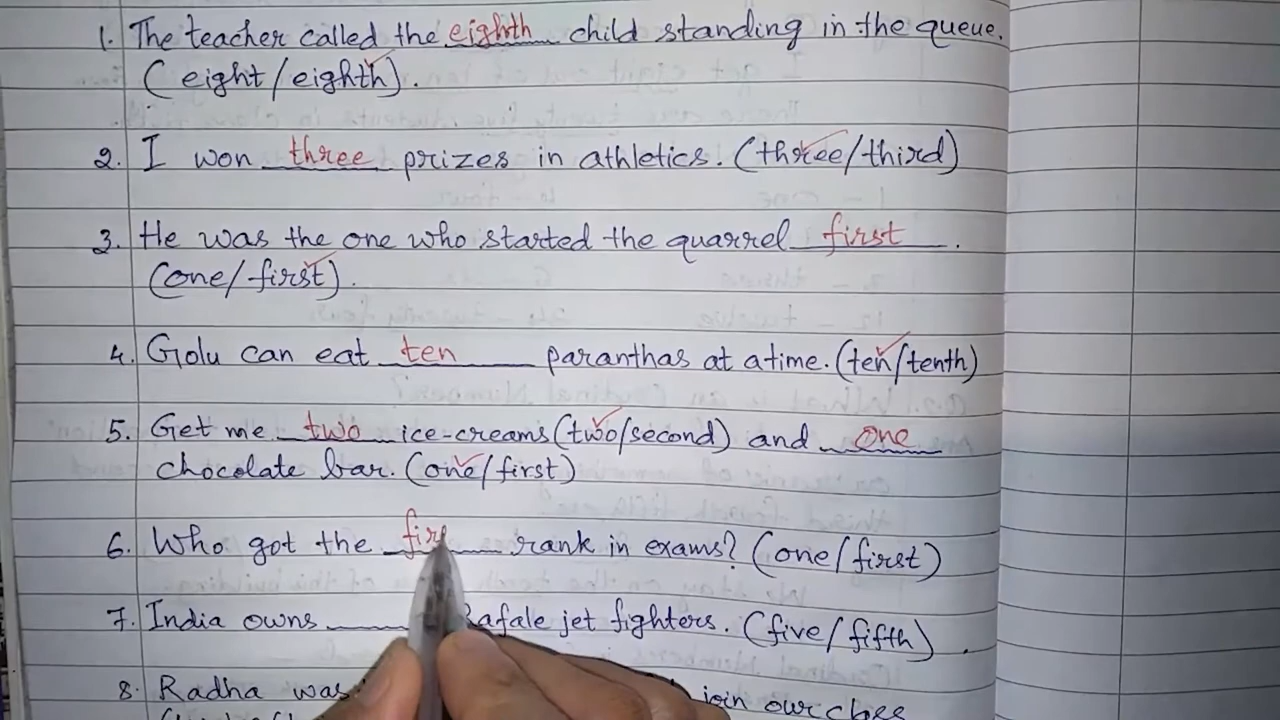 1. The teacher called the eighth child standing in the queue.
(eight/eighth).
2. I won three prizes in athletics. (three/third)
3. He was the one who started the quarrel first.
(one/first).
4. Golu can eat ten paranthas at a time. (ten/tenth)
5. Get me two ice-creams (two/second) and one
chocolate bar. (one/first)
6. Who got the fir rank in exams? (one/first)
7. India owns ______ Rafale jet fighters. (five/fifth).
8. Radha was join our class